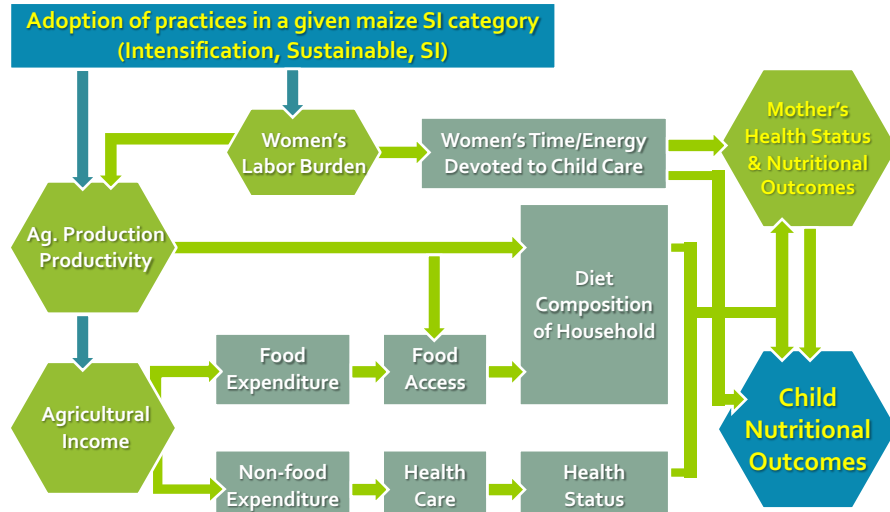 Adoption of practices in a given maize SI category
(Intensification, Sustainable, SI)
Women's
Labor Burden
Women's Time/Energy
Devoted to Child Care
Mother's
Health Status
& Nutritional
Outcomes
Ag. Production
Productivity
Diet
Composition
of Household
Food
Expenditure
Food
Access
Agricultural
Income
Child
Nutritional
Outcomes
Non-food
Expenditure
Health
Care
Health
Status